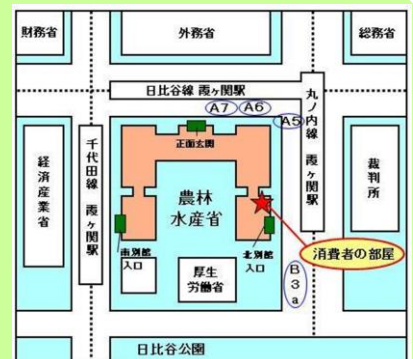 財務省
外務省
総務省
日比谷線 霞ヶ関駅
A7
A6
A5
正面玄関
千代田線 霞ヶ関駅
丸ノ内線 霞ヶ関駅
経済産業省
農林
水産省
裁判所
南別館
入口
北別館
入口
消費者の部屋
厚生
労働省
B3a
日比谷公園